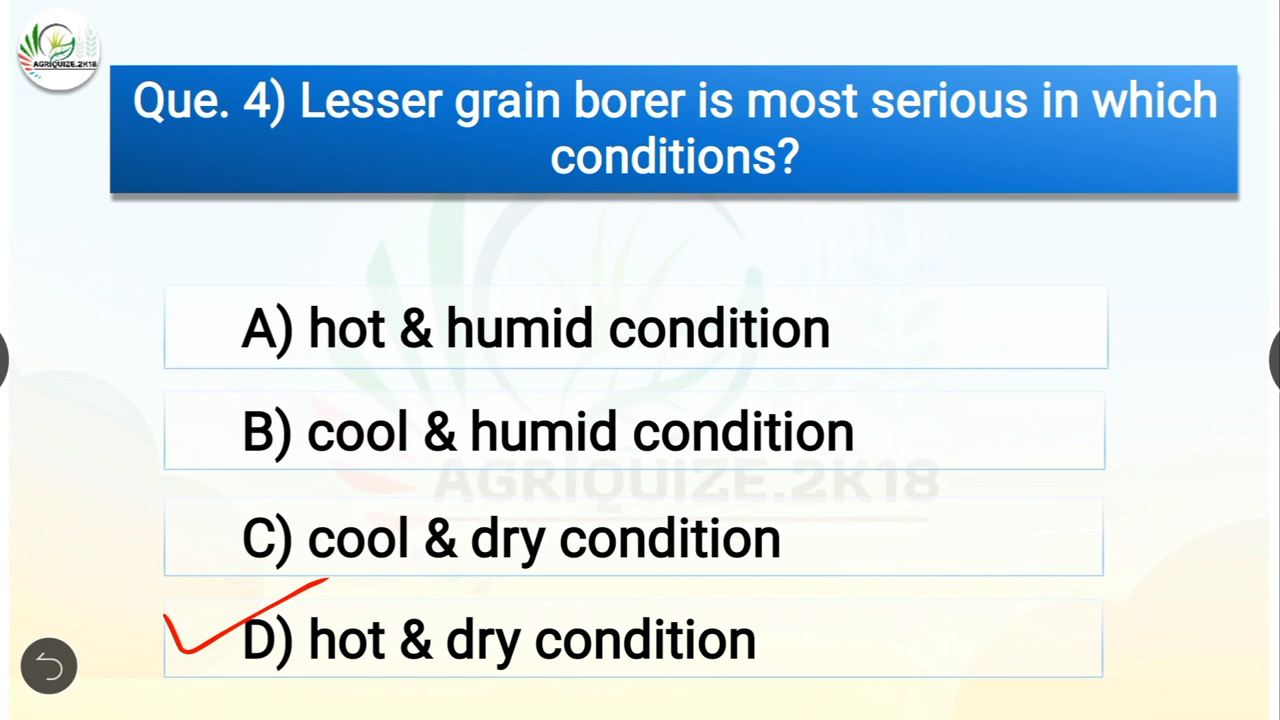 AGRIQUIZE.2K18
Que. 4) Lesser grain borer is most serious in which
conditions?
A) hot & humid condition
B) cool & humid condition
AGRIQUIZE.2K18
C) cool & dry condition
D) hot & dry condition